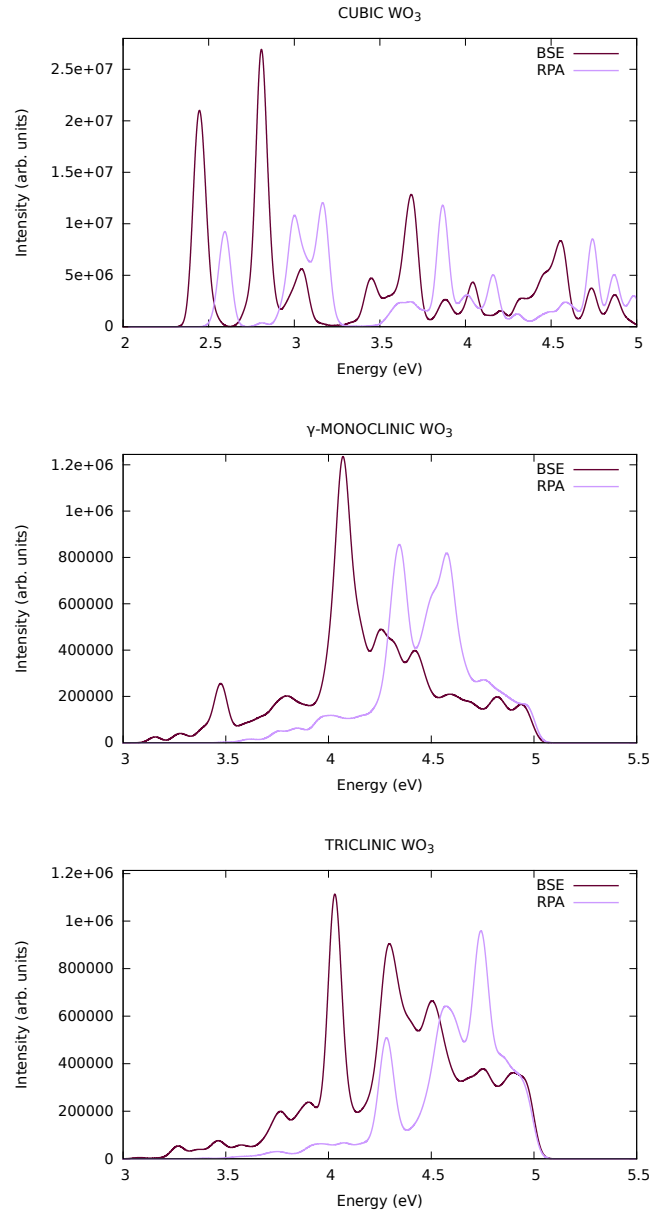 CUBIC WO₃
BSE
RPA
Intensity (arb. units)
2.5e+07
2e+07
1.5e+07
1e+07
5e+06
0
2 2.5 3 3.5 4 4.5 5
Energy (eV)
γ-MONOCLINIC WO₃
BSE
RPA
Intensity (arb. units)
1.2e+06
1e+06
800000
600000
400000
200000
0
3 3.5 4 4.5 5 5.5
Energy (eV)
TRICLINIC WO₃
BSE
RPA
Intensity (arb. units)
1.2e+06
1e+06
800000
600000
400000
200000
0
3 3.5 4 4.5 5 5.5
Energy (eV)